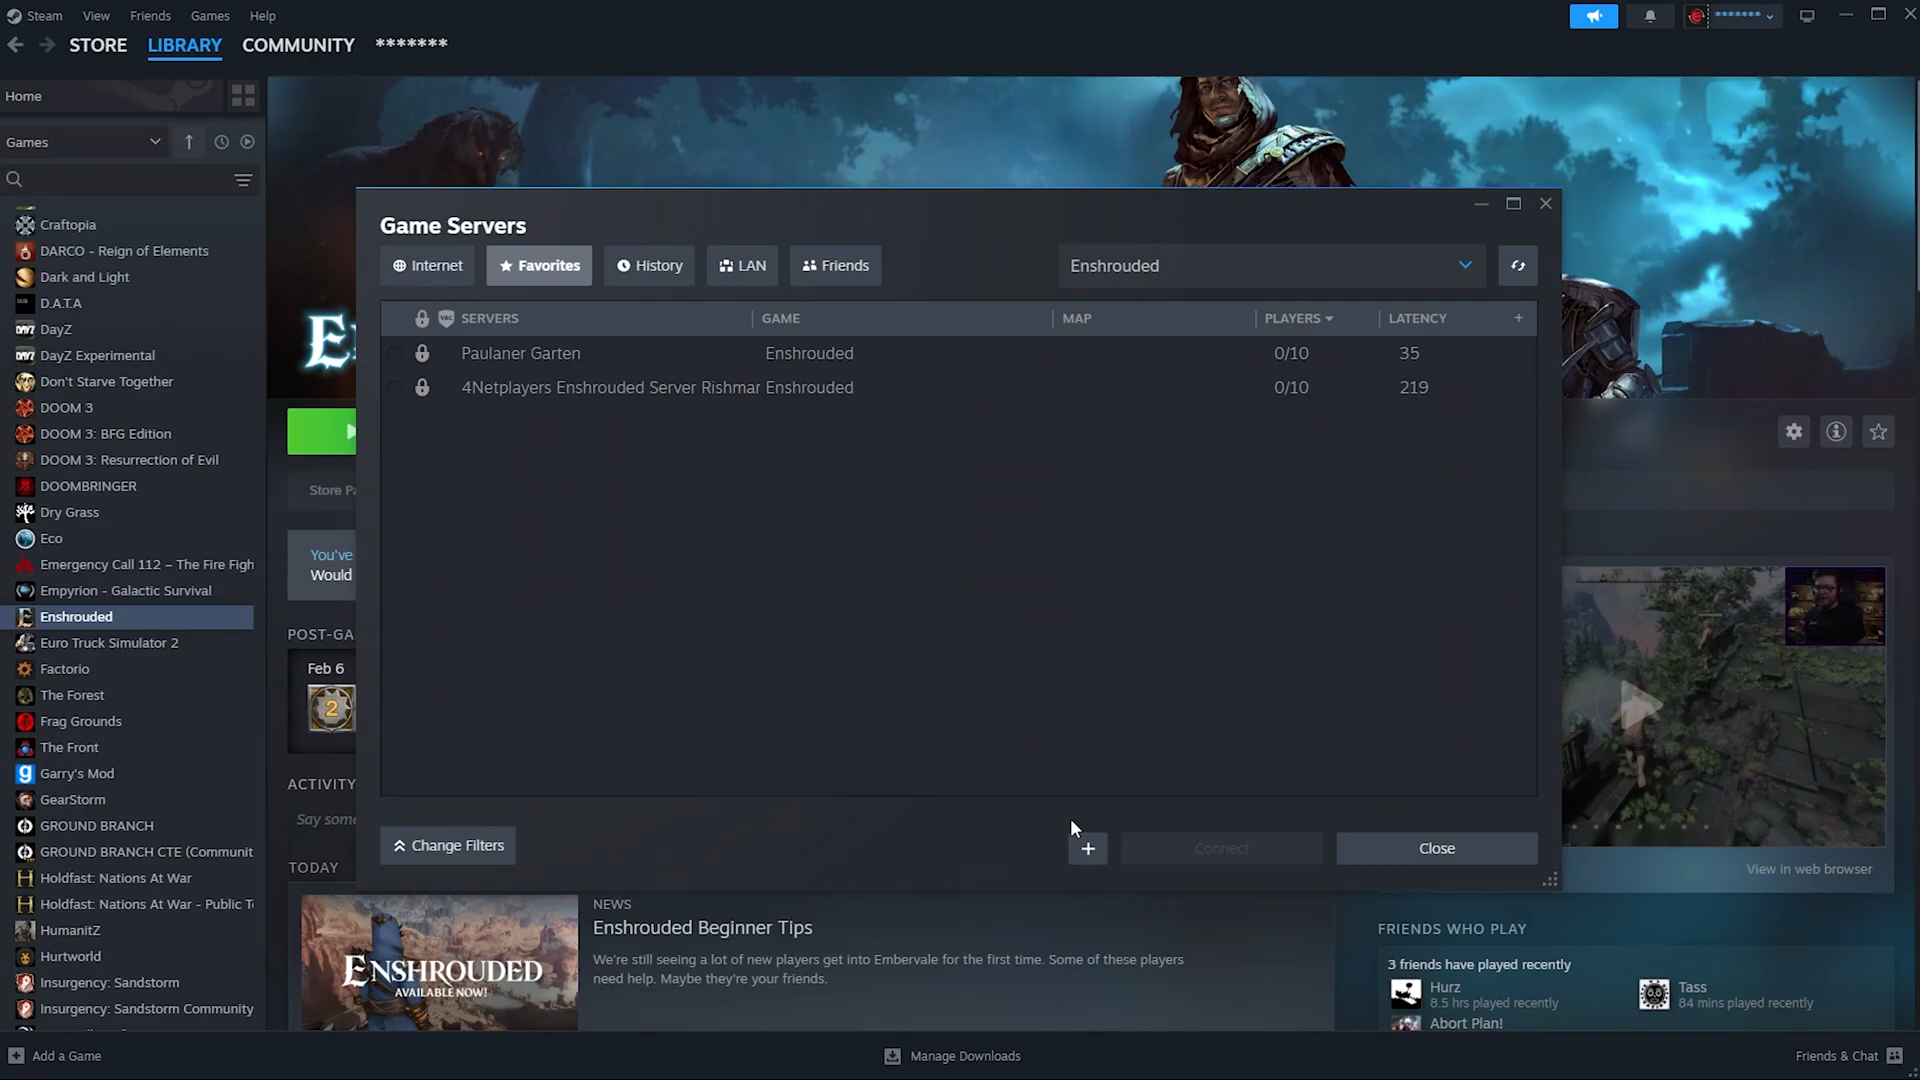 Steam View Friends Games Help
*******
STORE LIBRARY COMMUNITY *******
Home
Games
Craftopia
DARCO - Reign of Elements
Dark and Light
D.A.T.A
DayZ
DayZ Experimental
Don't Starve Together
DOOM 3
DOOM 3: BFG Edition
DOOM 3: Resurrection of Evil
DOOMBRINGER
Dry Grass
Eco
Emergency Call 112 – The Fire Figh
Empyrion - Galactic Survival
Enshrouded
Euro Truck Simulator 2
Factorio
The Forest
Frag Grounds
The Front
Garry's Mod
GearStorm
GROUND BRANCH
GROUND BRANCH CTE (Communit
Holdfast: Nations At War
Holdfast: Nations At War - Public T
HumanitZ
Hurtworld
Insurgency: Sandstorm
Insurgency: Sandstorm Community
Game Servers
Internet Favorites History LAN Friends
Enshrouded
VAC SERVERS GAME MAP PLAYERS LATENCY +
Paulaner Garten Enshrouded 0/10 35
4Netplayers Enshrouded Server Rishmar Enshrouded 0/10 219
Change Filters
+ Connect Close
Store Pa
You've
Would
POST-GA
Feb 6
2
ACTIVITY
Say some
TODAY
ENSHROUDED
AVAILABLE NOW!
NEWS
Enshrouded Beginner Tips
We're still seeing a lot of new players get into Embervale for the first time. Some of these players
need help. Maybe they're your friends.
View in web browser
FRIENDS WHO PLAY
3 friends have played recently
Hurz
8.5 hrs played recently
Tass
84 mins played recently
Abort Plan!
Add a Game
Manage Downloads
Friends & Chat